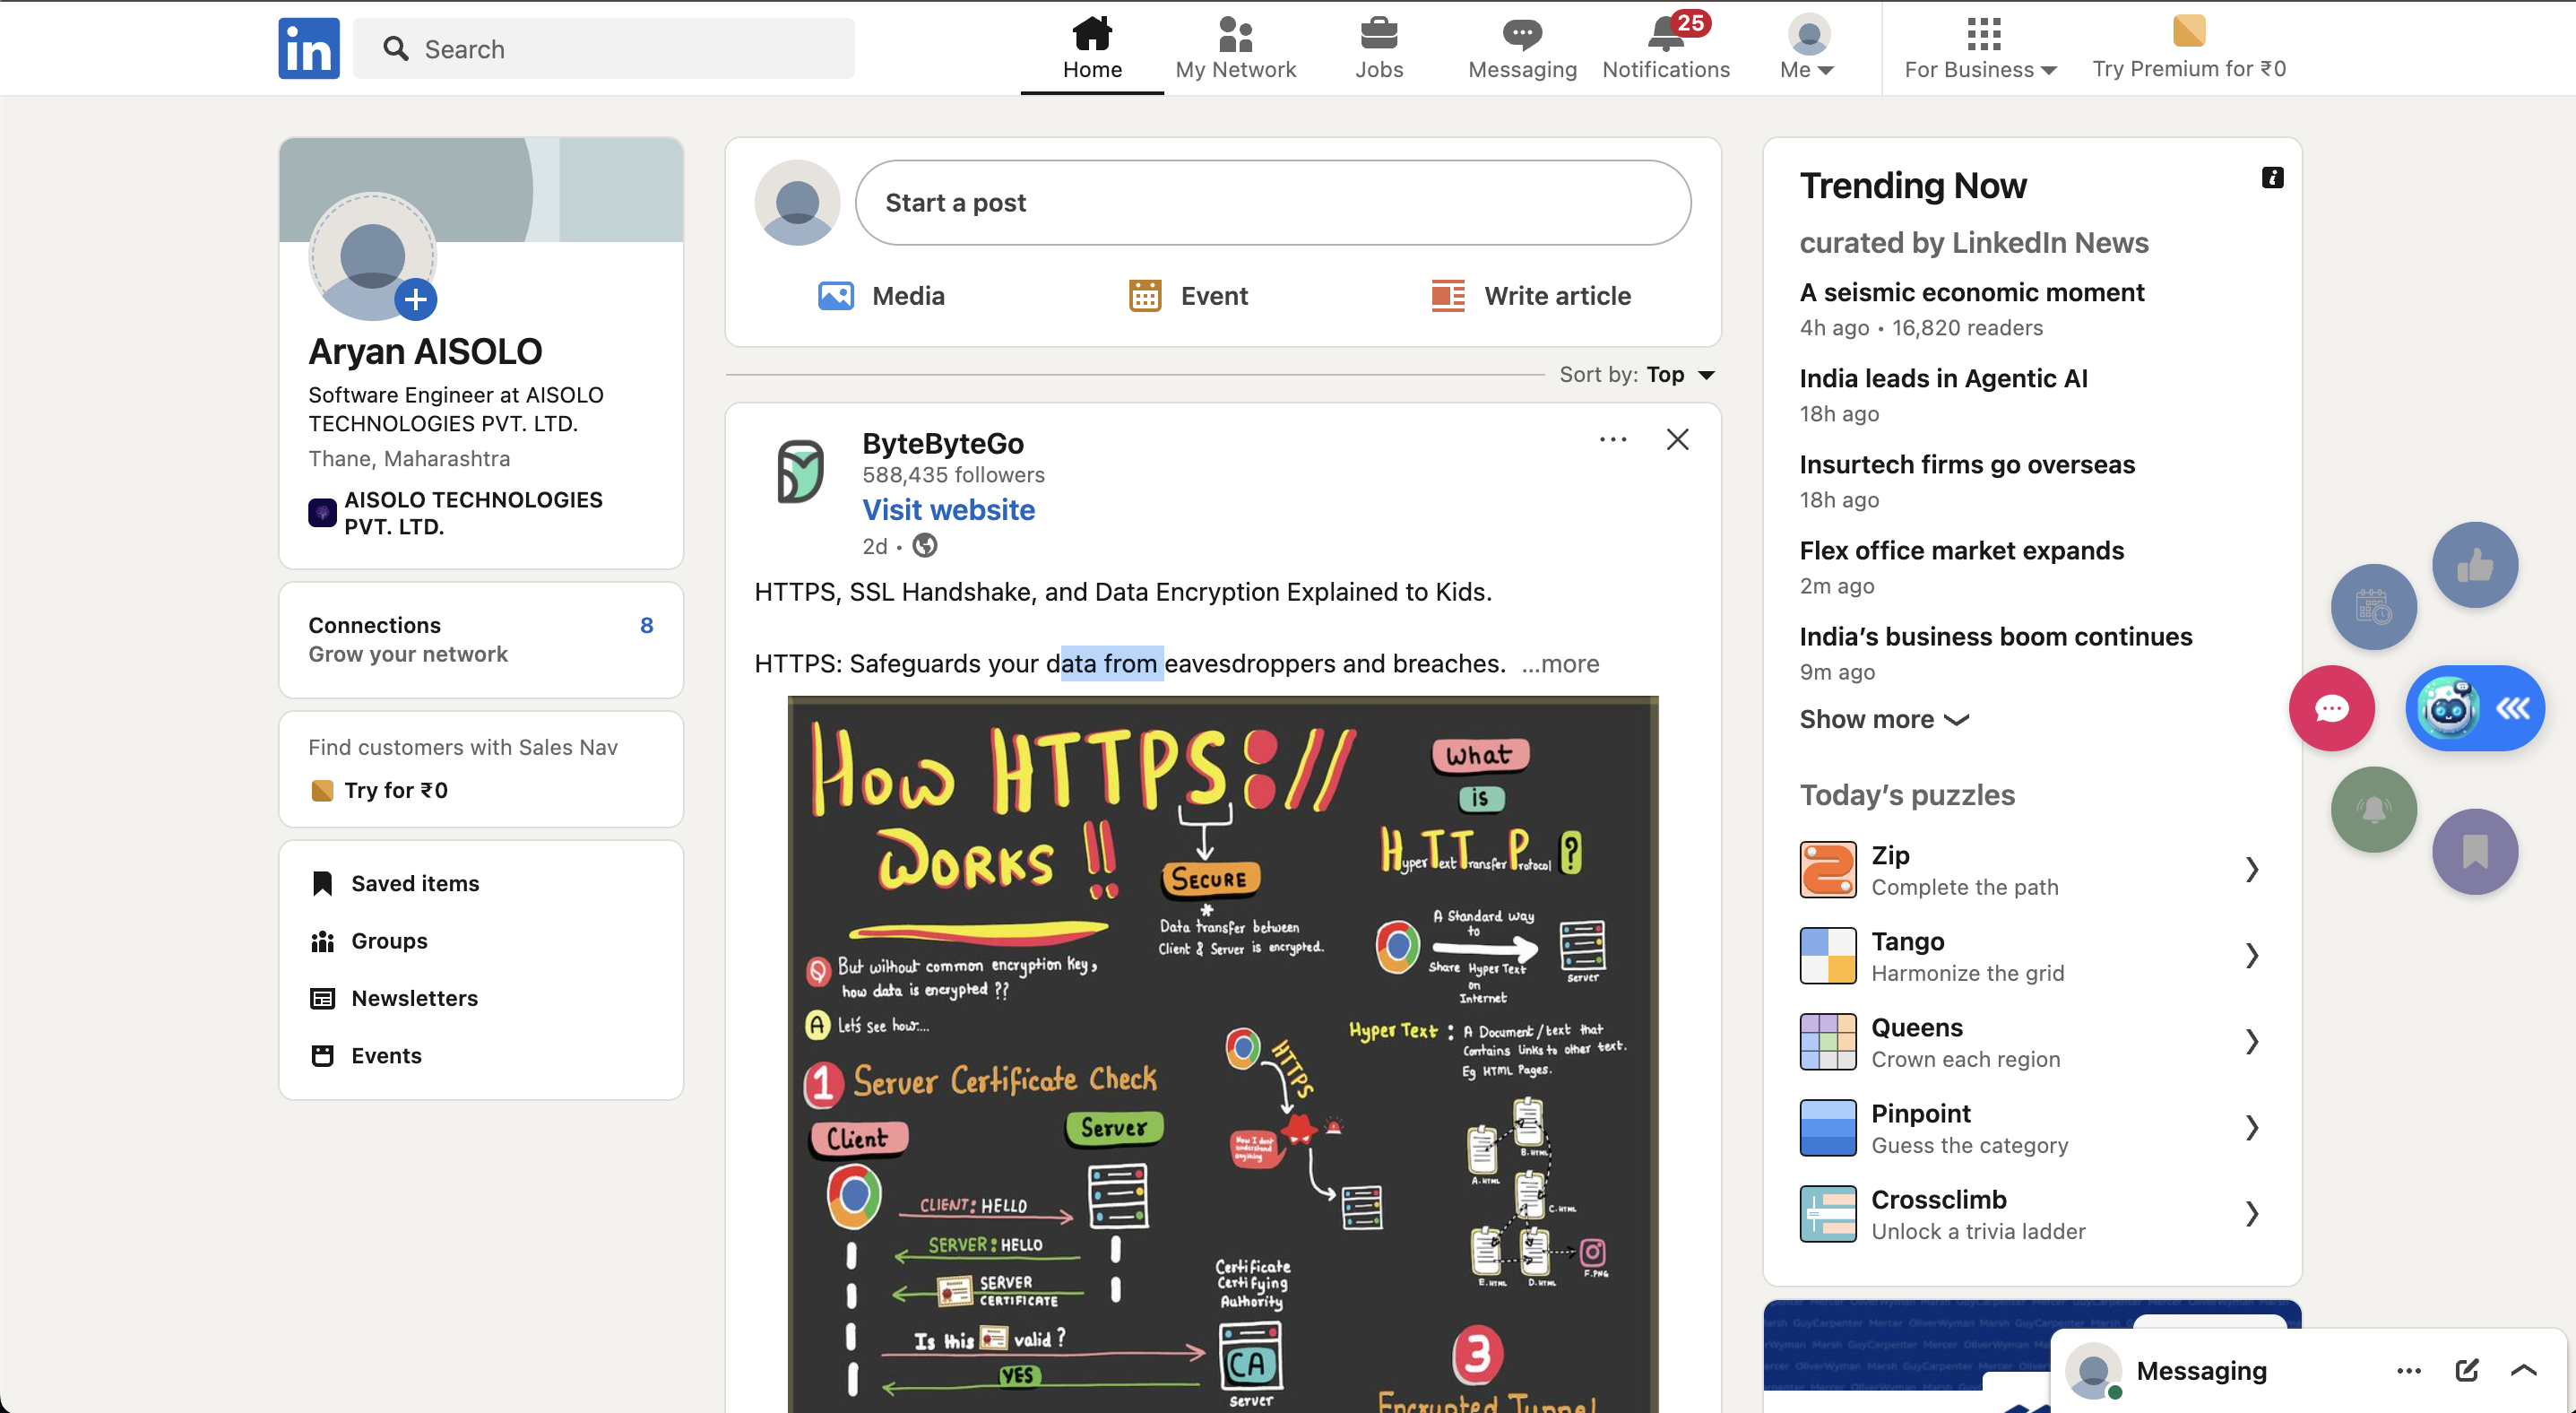 in
Search
Home
My Network
Jobs
Messaging
25
Notifications
Me
For Business
Try Premium for ₹0
Aryan AISOLO
Software Engineer at AISOLO
TECHNOLOGIES PVT. LTD.
Thane, Maharashtra
AISOLO TECHNOLOGIES
PVT. LTD.
Connections 8
Grow your network
Find customers with Sales Nav
Try for ₹0
Saved items
Groups
Newsletters
Events
Start a post
Media
Event
Write article
Sort by: Top
ByteByteGo
588,435 followers
Visit website
2d •
HTTPS, SSL Handshake, and Data Encryption Explained to Kids.
HTTPS: Safeguards your data from eavesdroppers and breaches. ...more
How HTTPS://
WORKS !!
SECURE
*
Data transfer between
Client & Server is encrypted.
What
is
HTTP ?
Hyper Text Transfer Protocol
A Standard way
to
Share Hyper Text
on
Internet
server
Q But without common encryption key,
how data is encrypted ??
A Let's see how....
Hyper Text : A Document/text that
Contains links to other text.
Eg HTML Pages.
HTTPS
Now I dont
understand
anything
A.HTML
B.HTML
C.HTML
E.HTML
D.HTML
F.PNG
1 Server Certificate Check
Client
Server
CLIENT: HELLO
SERVER: HELLO
SERVER
CERTIFICATE
Certificate
Certifying
Authority
Is this valid ?
YES
CA
server
3
Encrypted Tunnel
Trending Now
curated by LinkedIn News
A seismic economic moment
4h ago • 16,820 readers
India leads in Agentic AI
18h ago
Insurtech firms go overseas
18h ago
Flex office market expands
2m ago
India’s business boom continues
9m ago
Show more
Today’s puzzles
Zip
Complete the path
Tango
Harmonize the grid
Queens
Crown each region
Pinpoint
Guess the category
Crossclimb
Unlock a trivia ladder
Messaging